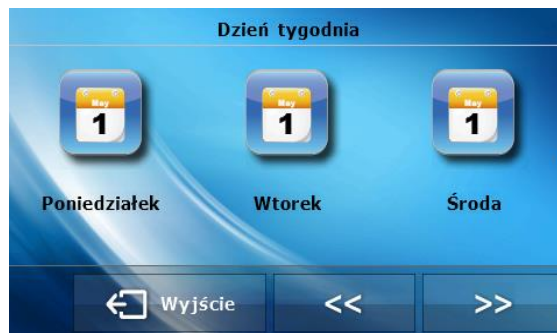 Dzień tygodnia
May May May
1 1 1
Poniedziałek Wtorek Środa
Wyjście << >>